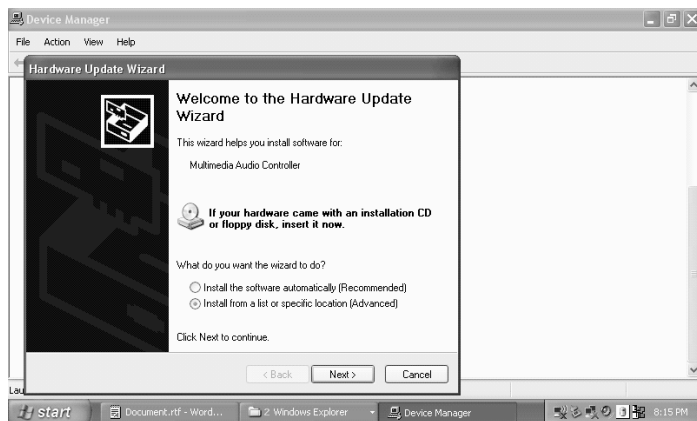 Device Manager
File Action View Help
Hardware Update Wizard
Welcome to the Hardware Update
Wizard
This wizard helps you install software for:
Multimedia Audio Controller
If your hardware came with an installation CD
or floppy disk, insert it now.
What do you want the wizard to do?
Install the software automatically (Recommended)
Install from a list or specific location (Advanced)
Click Next to continue.
< Back Next > Cancel
Lau
start Document.rtf - Word... 2 Windows Explorer Device Manager 8:15 PM